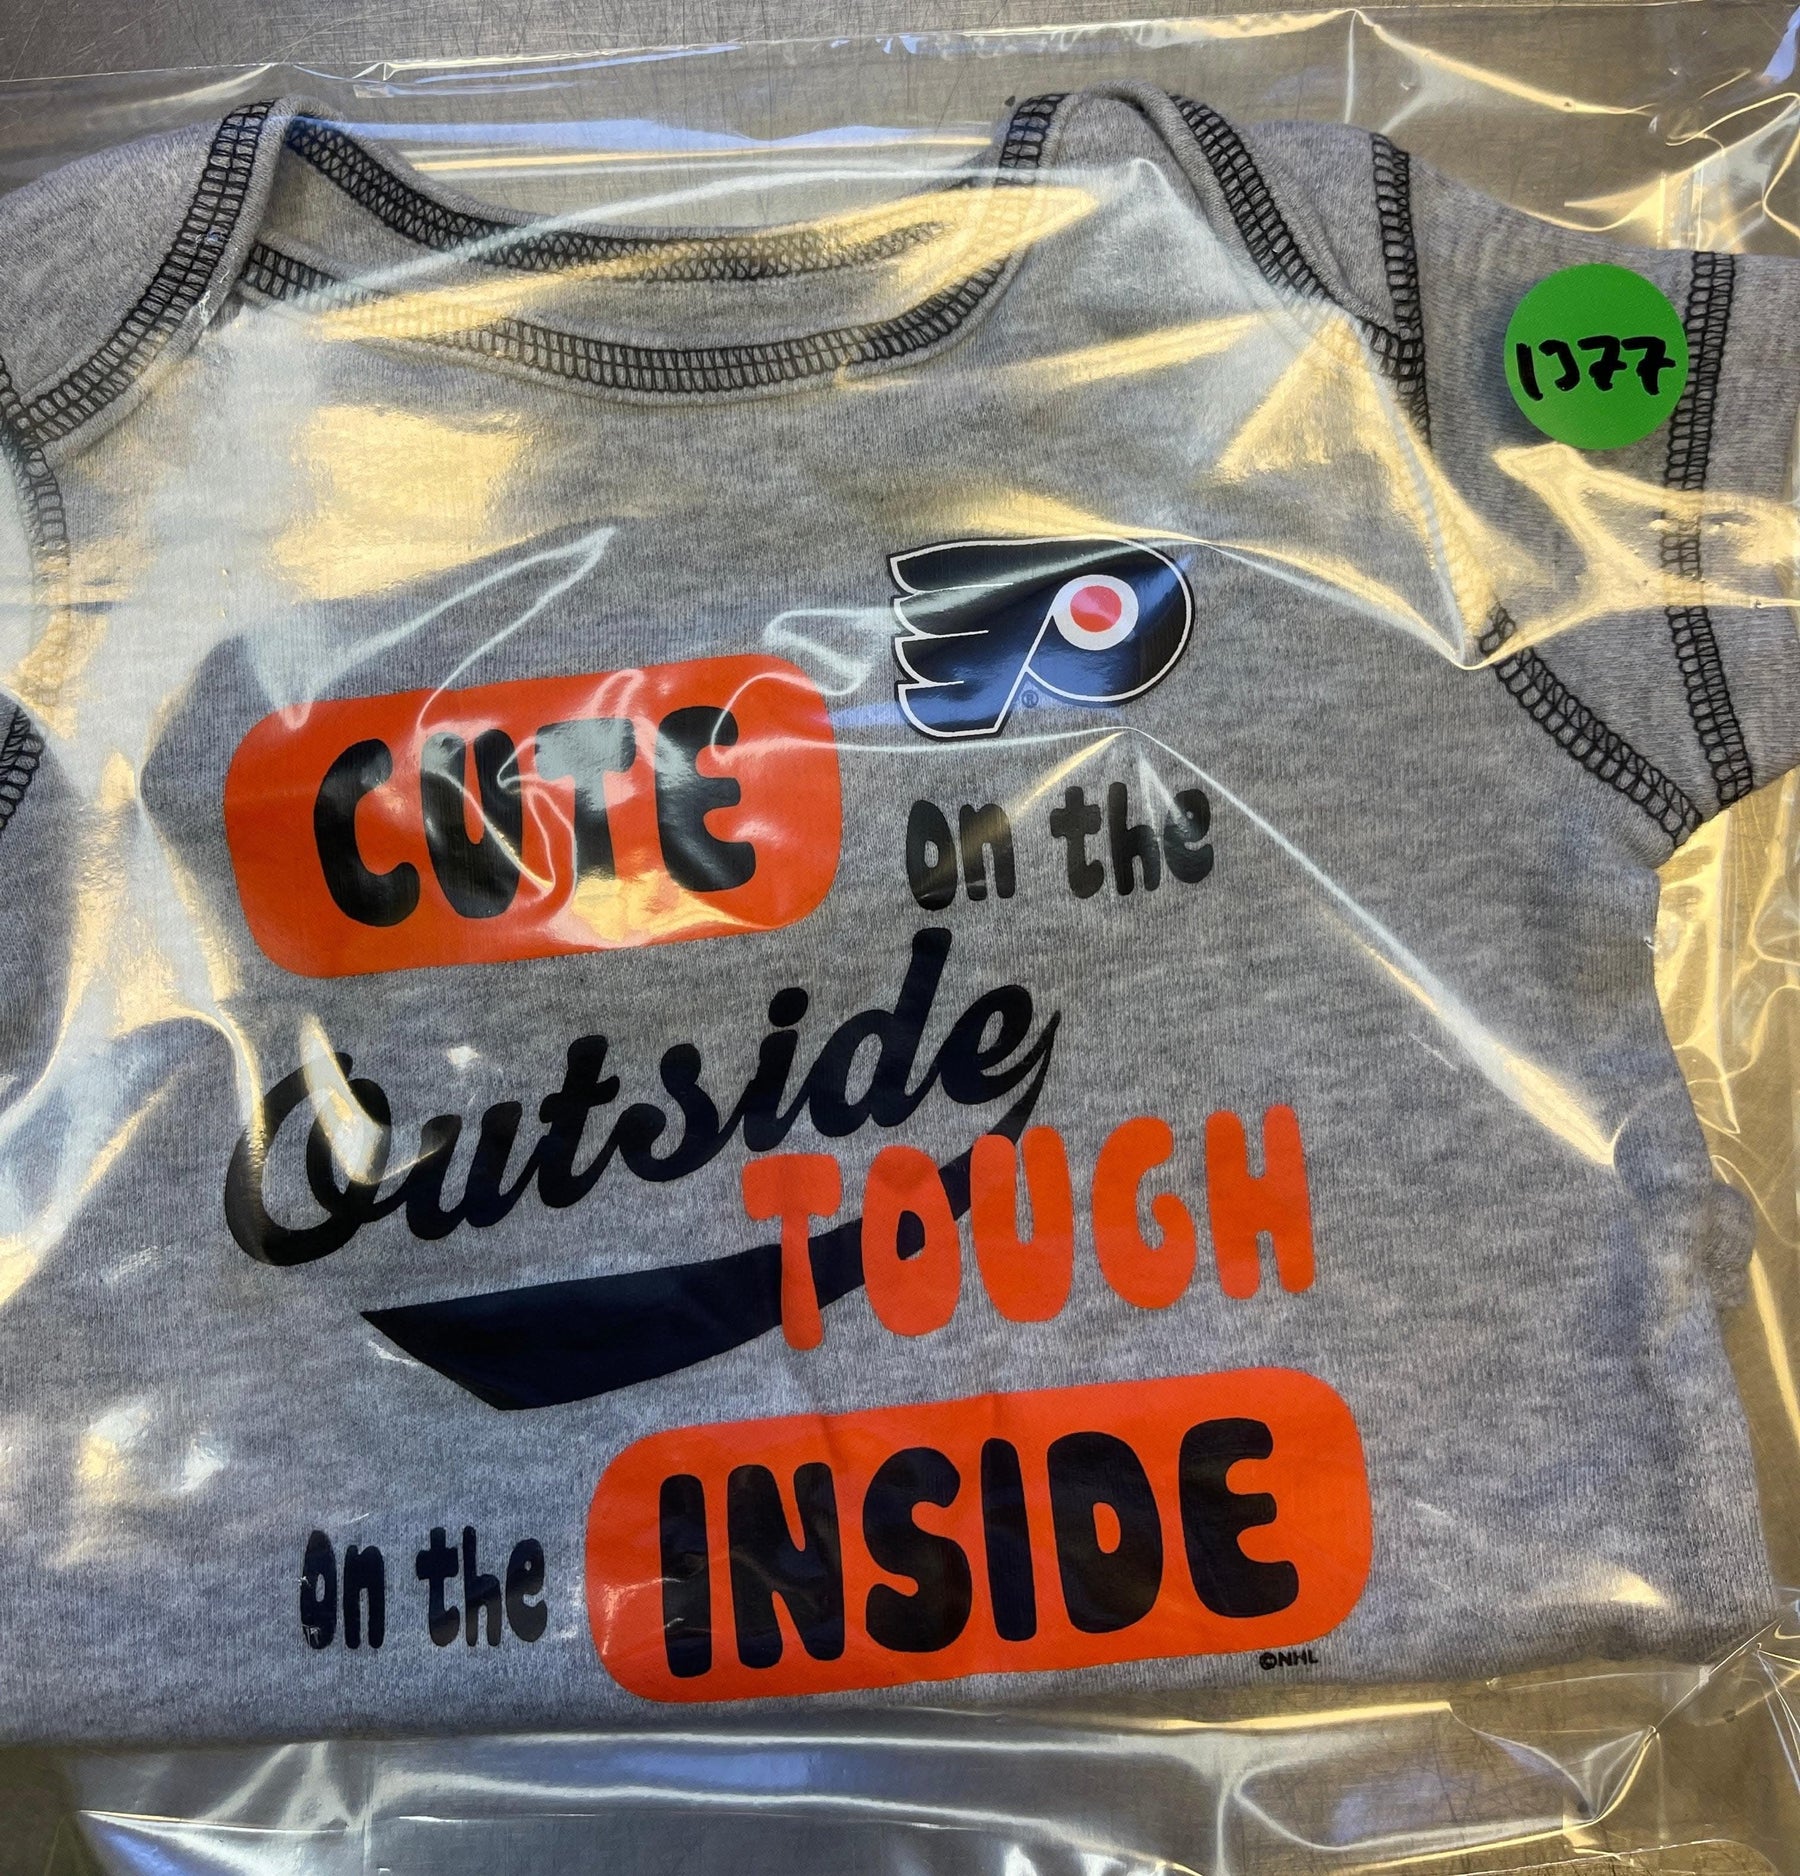 1377
®
CUTE on the
Outside
TOUGH
on the INSIDE
©NHL